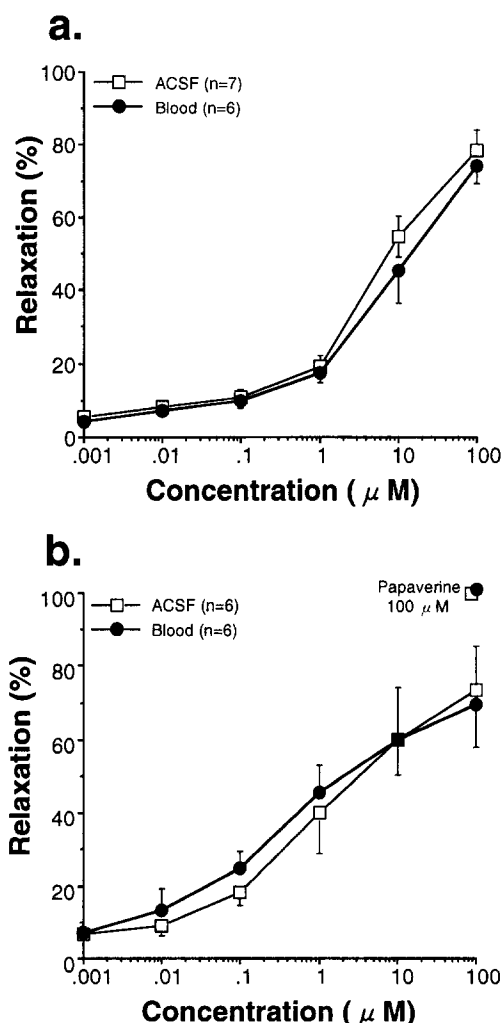 a.
100
ACSF (n=7)
Blood (n=6)
80
60
40
20
0
Relaxation (%)
.001 .01 .1 1 10 100
Concentration ( μ M)
b.
100
ACSF (n=6)
Blood (n=6)
Papaverine
100 μ M
80
60
40
20
0
Relaxation (%)
.001 .01 .1 1 10 100
Concentration ( μ M)